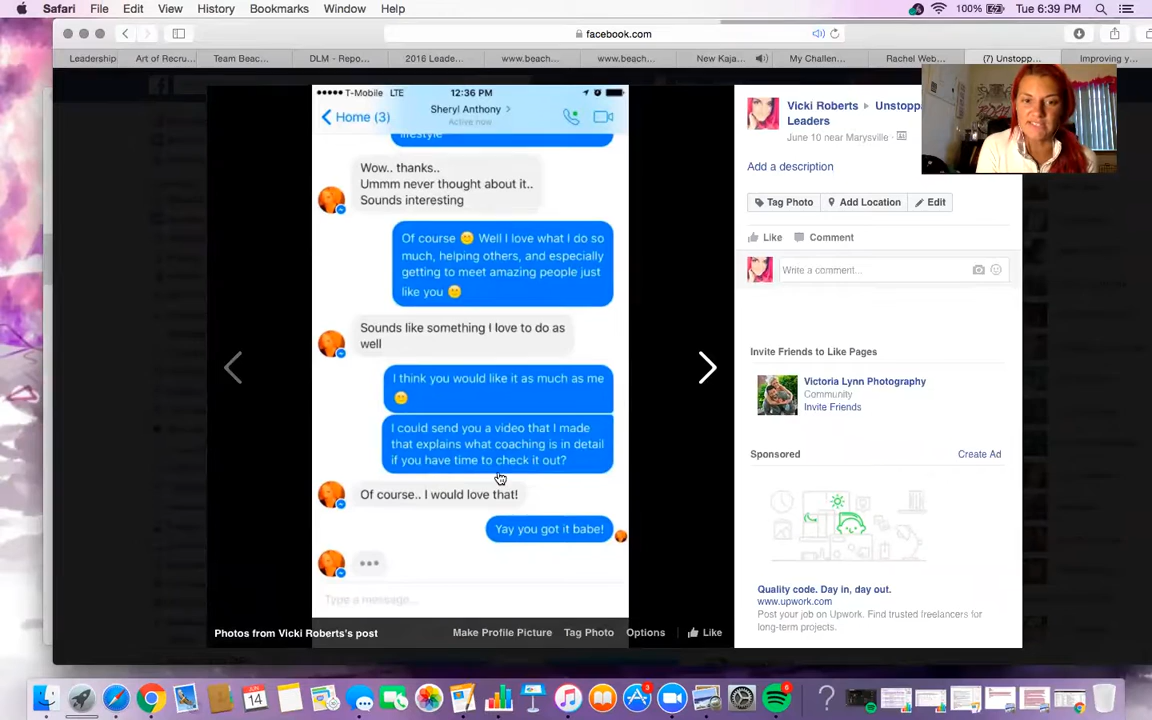 Safari File Edit View History Bookmarks Window Help
100% Tue 6:39 PM
facebook.com
Leadership
Art of Recru...
Team Beac...
DLM - Repo...
2016 Leade...
www.beach...
www.beach...
New Kaja...
My Challen...
Rachel Web...
(7) Unstopp...
Improving y...
T-Mobile LTE 12:36 PM
Home (3)
Sheryl Anthony >
Active now
lifestyle
Wow.. thanks..
Ummm never thought about it..
Sounds interesting
Of course Well I love what I do so
much, helping others, and especially
getting to meet amazing people just
like you
Sounds like something I love to do as
well
I think you would like it as much as me
I could send you a video that I made
that explains what coaching is in detail
if you have time to check it out?
Of course.. I would love that!
Yay you got it babe!
Type a message...
Photos from Vicki Roberts's post
Make Profile Picture Tag Photo Options Like
Vicki Roberts Unstoppa
Leaders
June 10 near Marysville
Add a description
Tag Photo Add Location Edit
Like Comment
Write a comment...
Invite Friends to Like Pages
Victoria Lynn Photography
Community
Invite Friends
Sponsored Create Ad
Quality code. Day in, day out.
www.upwork.com
Post your job on Upwork. Find trusted freelancers for
long-term projects.
14
3
6